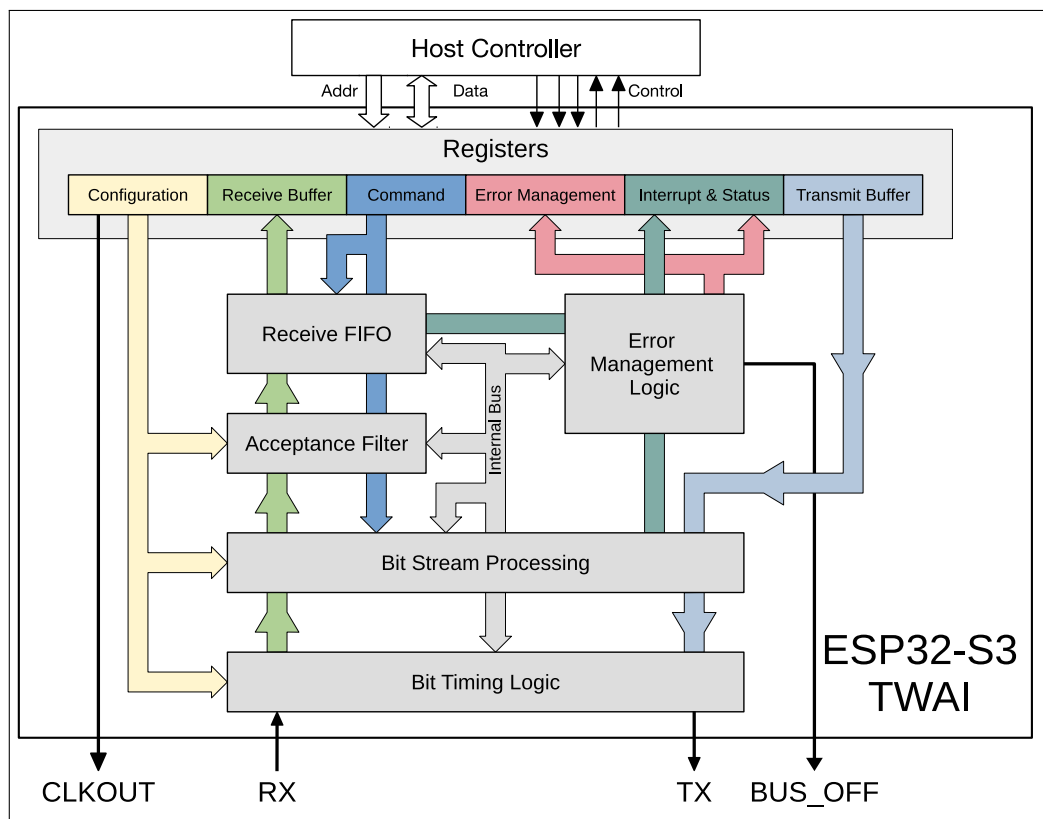 Host Controller
Addr
Data
Control
Registers
Configuration
Receive Buffer
Command
Error Management
Interrupt & Status
Transmit Buffer
Receive FIFO
Error
Management
Logic
Internal Bus
Acceptance Filter
Bit Stream Processing
Bit Timing Logic
ESP32-S3
TWAI
CLKOUT
RX
TX
BUS_OFF